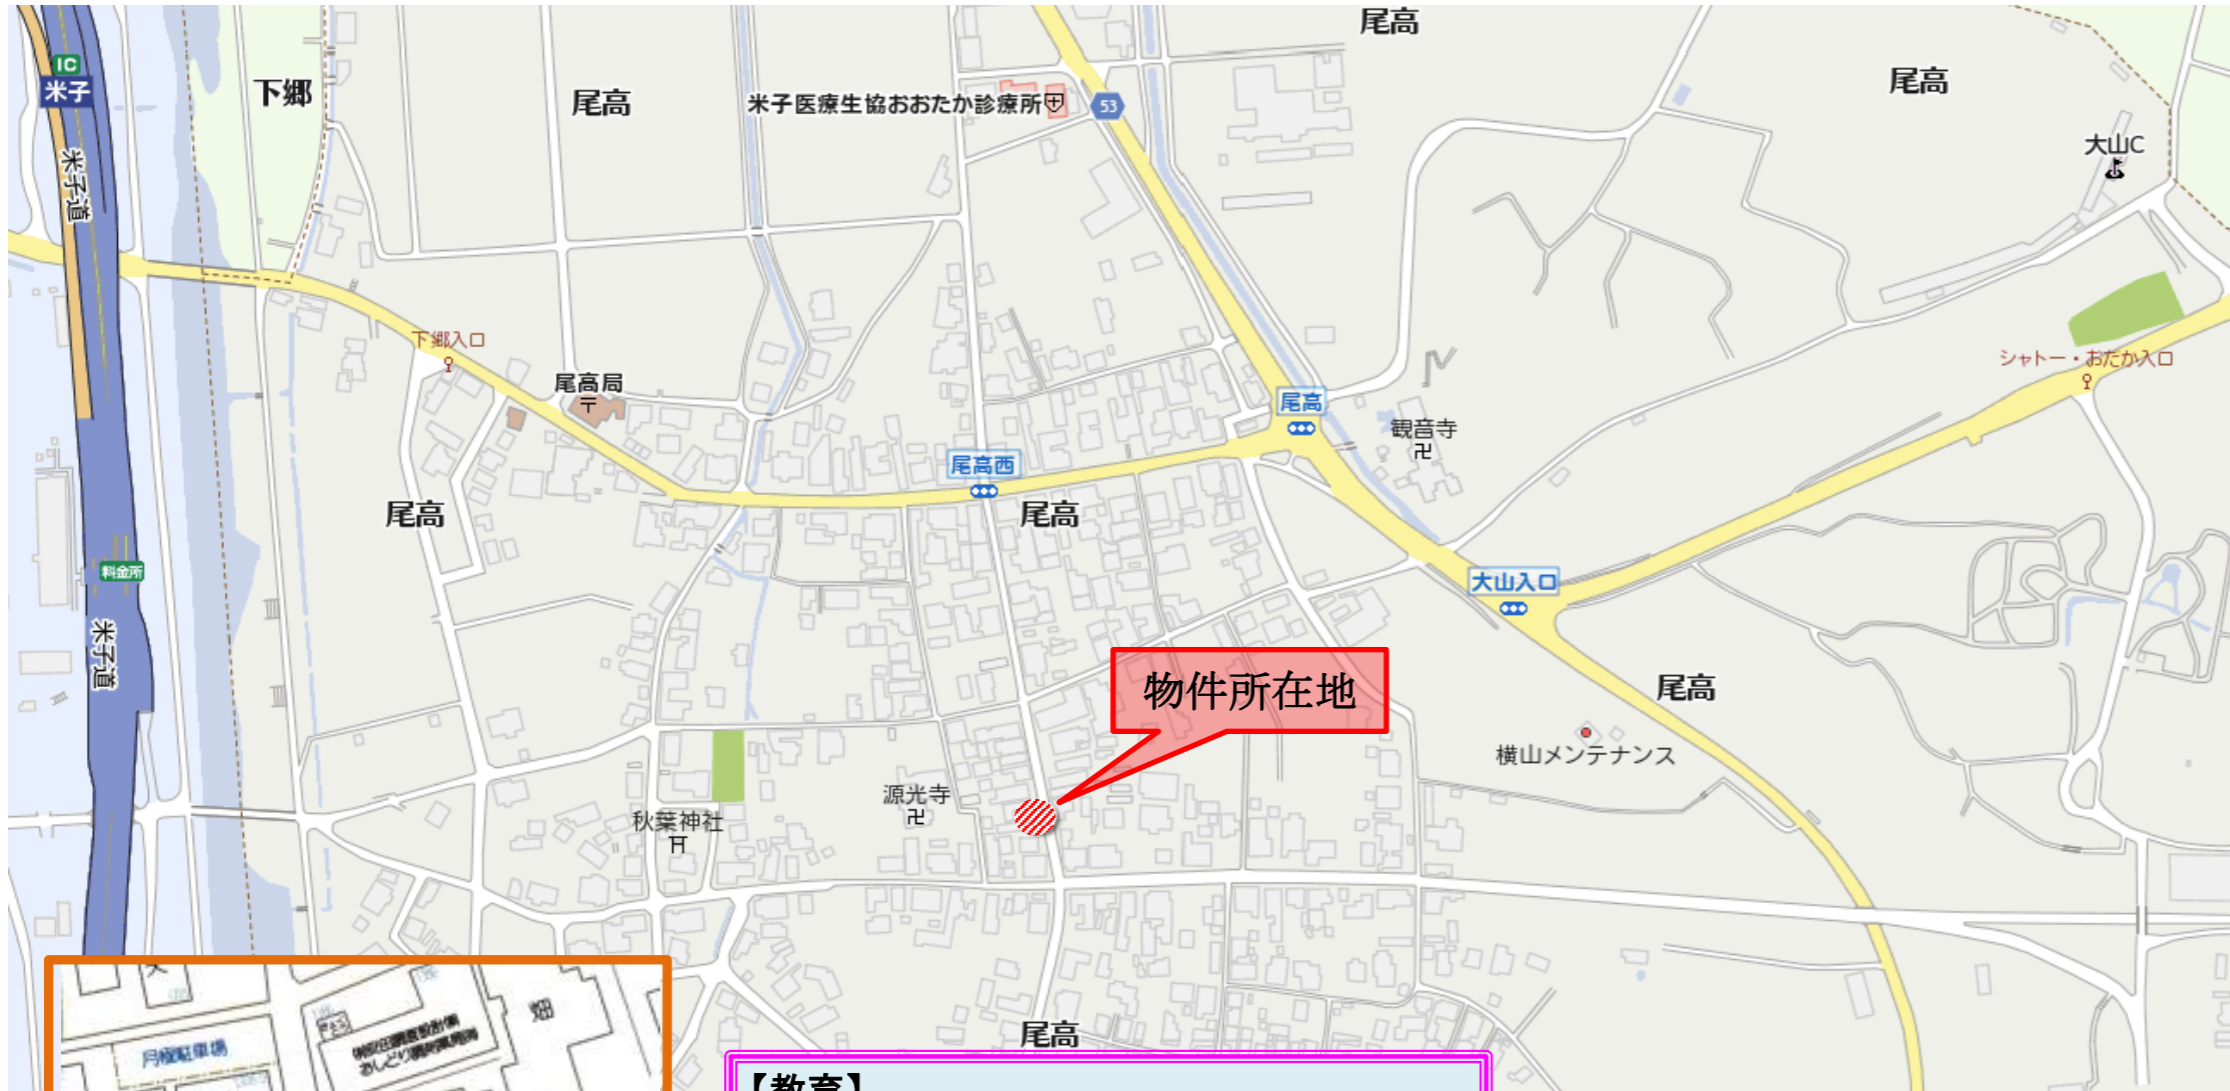 尾高
IC
米子
下郷
尾高
米子医療生協おおたか診療所
53
尾高
大山C
米子道
下郷入口
尾高局
シャトー・おだか入口
尾高
観音寺
尾高西
尾高
尾高
料金所
大山入口
米子道
物件所在地
尾高
横山メンテナンス
源光寺
秋葉神社
畑
月極駐車場
尾高
【教育】